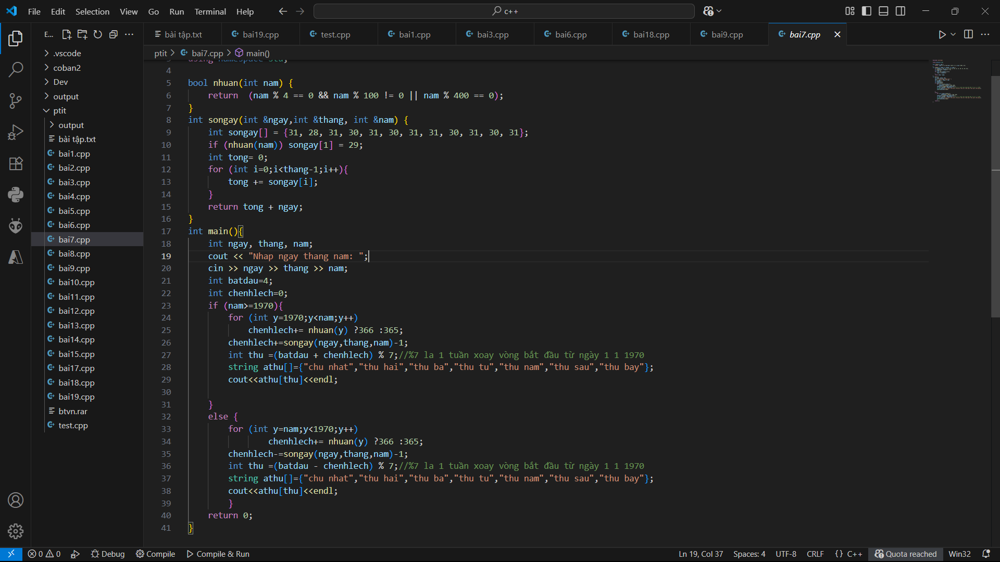 File Edit Selection View Go Run Terminal Help
c++
E...
bài tập.txt bai19.cpp test.cpp bai1.cpp bai3.cpp bai6.cpp bai18.cpp bai9.cpp bai7.cpp
ptit > bai7.cpp > main()
.vscode
coban2
Dev
output
ptit
output
bài tập.txt
bai1.cpp
bai2.cpp
bai3.cpp
bai4.cpp
bai5.cpp
bai6.cpp
bai7.cpp
bai8.cpp
bai9.cpp
bai10.cpp
bai11.cpp
bai12.cpp
bai13.cpp
bai14.cpp
bai15.cpp
bai17.cpp
bai18.cpp
bai19.cpp
btvn.rar
test.cpp
3 using namespace std;
4
5 bool nhuan(int nam) {
6 return  (nam % 4 == 0 && nam % 100 != 0 || nam % 400 == 0);
7 }
8 int songay(int &ngay,int &thang, int &nam) {
9 int songay[] = {31, 28, 31, 30, 31, 30, 31, 31, 30, 31, 30, 31};
10 if (nhuan(nam)) songay[1] = 29;
11 int tong= 0;
12 for (int i=0;i<thang-1;i++){
13 tong += songay[i];
14 }
15 return tong + ngay;
16 }
17 int main(){
18 int ngay, thang, nam;
19 cout << "Nhap ngay thang nam: ";
20 cin >> ngay >> thang >> nam;
21 int batdau=4;
22 int chenhlech=0;
23 if (nam>=1970){
24 for (int y=1970;y<nam;y++)
25 chenhlech+= nhuan(y) ?366 :365;
26 chenhlech+=songay(ngay,thang,nam)-1;
27 int thu =(batdau + chenhlech) % 7;//%7 la 1 tuần xoay vòng bắt đầu từ ngày 1 1 1970
28 string athu[]={"chu nhat","thu hai","thu ba","thu tu","thu nam","thu sau","thu bay"};
29 cout<<athu[thu]<<endl;
30
31 }
32 else {
33 for (int y=nam;y<1970;y++)
34 chenhlech+= nhuan(y) ?366 :365;
35 chenhlech-=songay(ngay,thang,nam)-1;
36 int thu =(batdau - chenhlech) % 7;//%7 la 1 tuần xoay vòng bắt đầu từ ngày 1 1 1970
37 string athu[]={"chu nhat","thu hai","thu ba","thu tu","thu nam","thu sau","thu bay"};
38 cout<<athu[thu]<<endl;
39 }
40 return 0;
41 }
0 0 Debug Compile Compile & Run Ln 19, Col 37 Spaces: 4 UTF-8 CRLF {} C++ Quota reached Win32